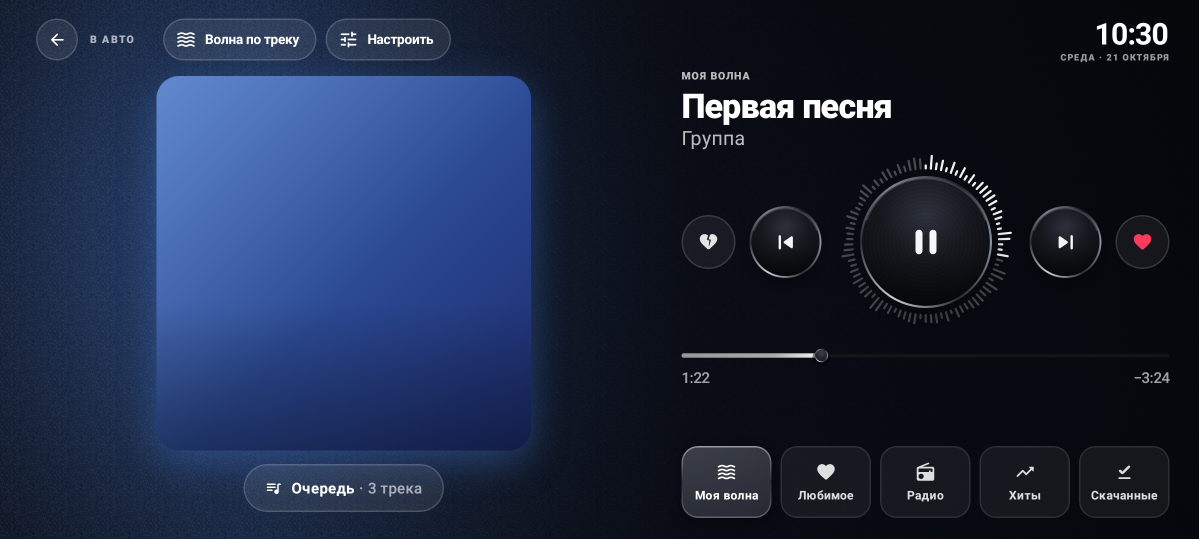 В АВТО
Волна по треку
Настроить
10:30
СРЕДА · 21 ОКТЯБРЯ
МОЯ ВОЛНА
Первая песня
Группа
1:22
−3:24
Очередь · 3 трека
Моя волна
Любимое
Радио
Хиты
Скачанные